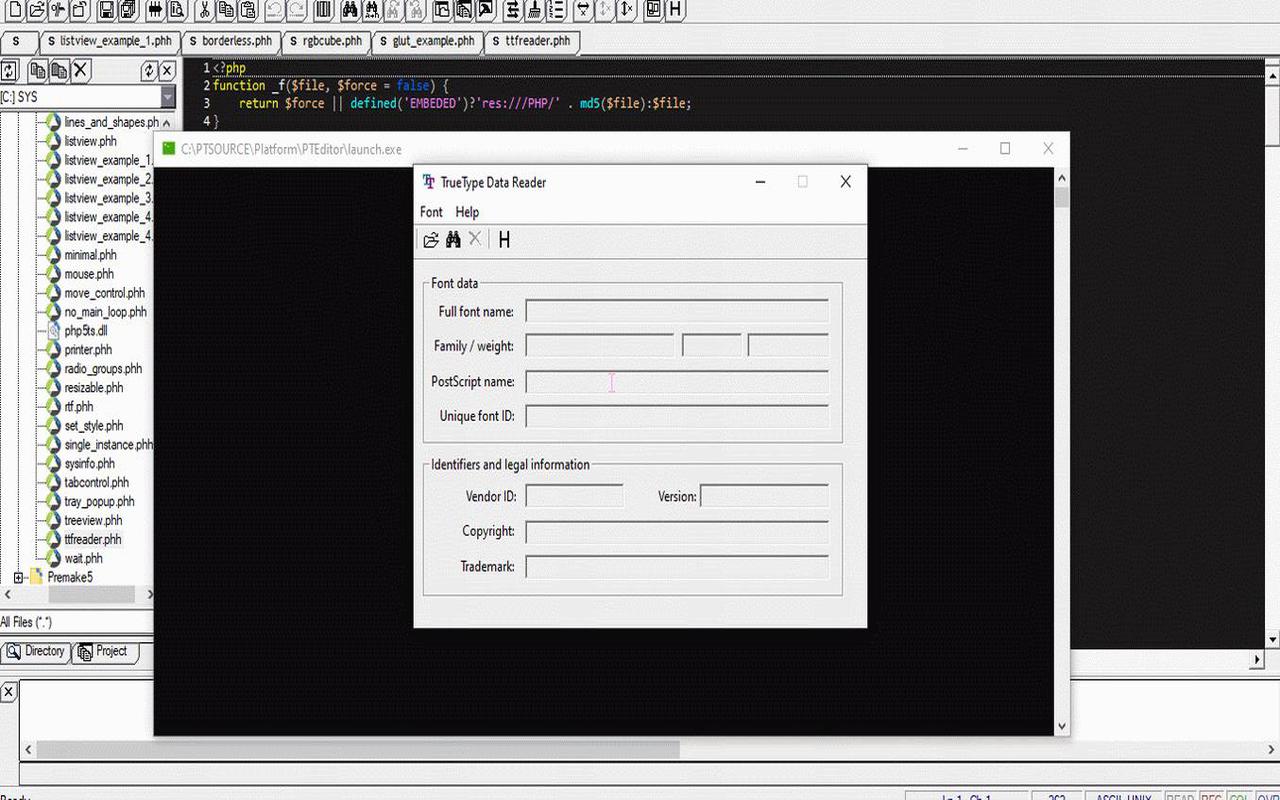 H
S
S listview_example_1.phh
S borderless.phh
S rgbcube.phh
S glut_example.phh
S ttfreader.phh
[C:] SYS
lines_and_shapes.ph
listview.phh
listview_example_1.
listview_example_2.
listview_example_3.
listview_example_4.
listview_example_4.
minimal.phh
mouse.phh
move_control.phh
no_main_loop.phh
php5ts.dll
printer.phh
radio_groups.phh
resizable.phh
rtf.phh
set_style.phh
single_instance.phh
sysinfo.phh
tabcontrol.phh
tray_popup.phh
treeview.phh
ttfreader.phh
wait.phh
Premake5
All Files (*.*)
Directory
Project
1 <?php
2 function _f($file, $force = false) {
3 return $force || defined('EMBEDED')?'res:///PHP/' . md5($file):$file;
4 }
C:\PTSOURCE\Platform\PTEditor\launch.exe
TrueType Data Reader
Font Help
H
Font data
Full font name:
Family / weight:
PostScript name:
Unique font ID:
Identifiers and legal information
Vendor ID:
Version:
Copyright:
Trademark:
Ready
Ln 1, Ch 1
262
ASCII, UNIX
READ
REC
COL
OVR